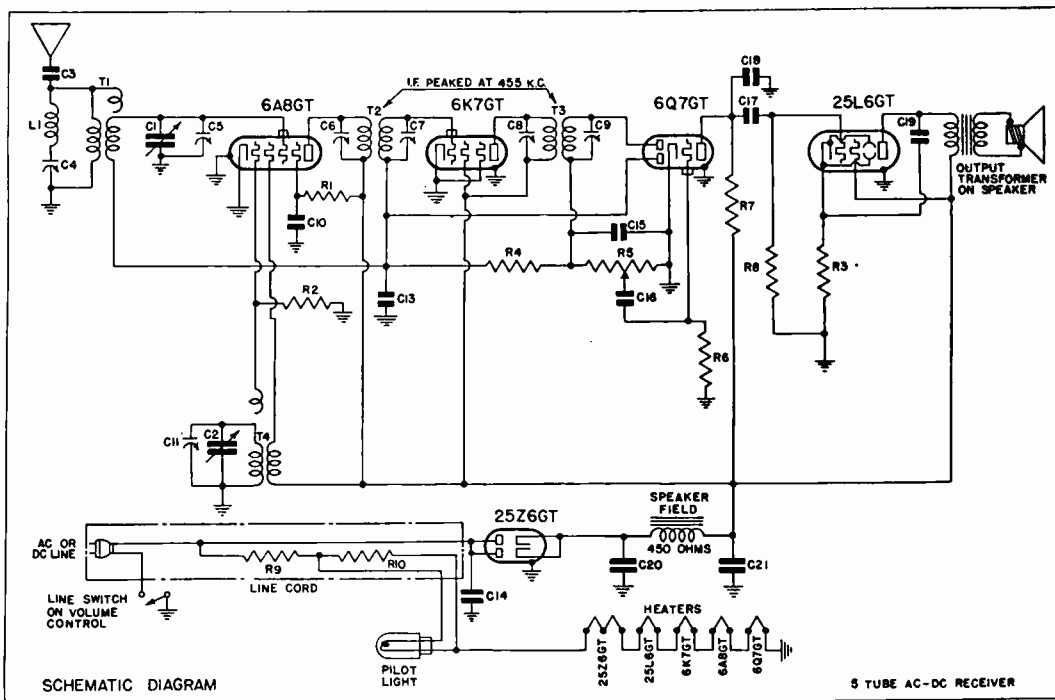 C3
T1
L1
C4
C1
C5
6A8GT
C6
T2
I.F. PEAKED AT 455 K.C.
C7
6K7GT
C8
T3
C9
6Q7GT
C18
C17
25L6GT
C19
OUTPUT
TRANSFORMER
ON SPEAKER
R1
C10
R7
C15
R4
R5
R8
R3
R2
C13
C16
R6
C11
C2
T4
AC OR
DC LINE
R9
R10
LINE CORD
C14
25Z6GT
SPEAKER
FIELD
450 OHMS
C20
C21
LINE SWITCH
ON VOLUME
CONTROL
PILOT
LIGHT
HEATERS
25Z6GT
25L6GT
6K7GT
6A8GT
6Q7GT
SCHEMATIC DIAGRAM
5 TUBE AC-DC RECEIVER